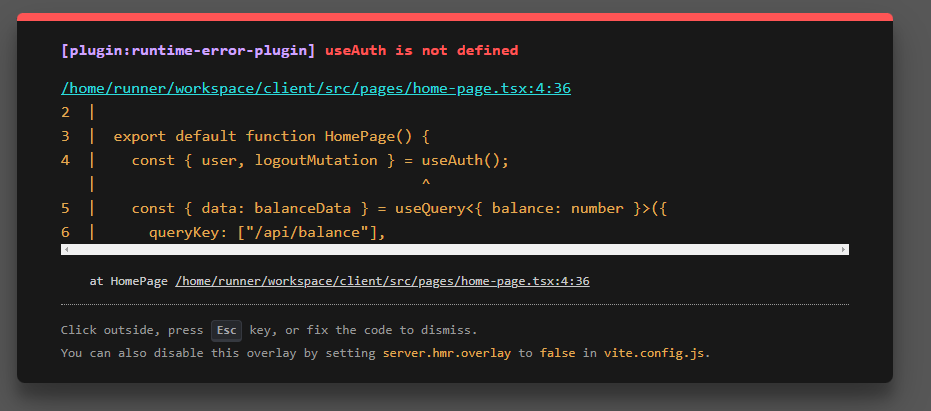 [plugin:runtime-error-plugin] useAuth is not defined
/home/runner/workspace/client/src/pages/home-page.tsx:4:36
2  |
3  |  export default function HomePage() {
4  |    const { user, logoutMutation } = useAuth();
   |                                     ^
5  |    const { data: balanceData } = useQuery<{ balance: number }>({
6  |      queryKey: ["/api/balance"],
at HomePage /home/runner/workspace/client/src/pages/home-page.tsx:4:36
Click outside, press Esc key, or fix the code to dismiss.
You can also disable this overlay by setting server.hmr.overlay to false in vite.config.js.